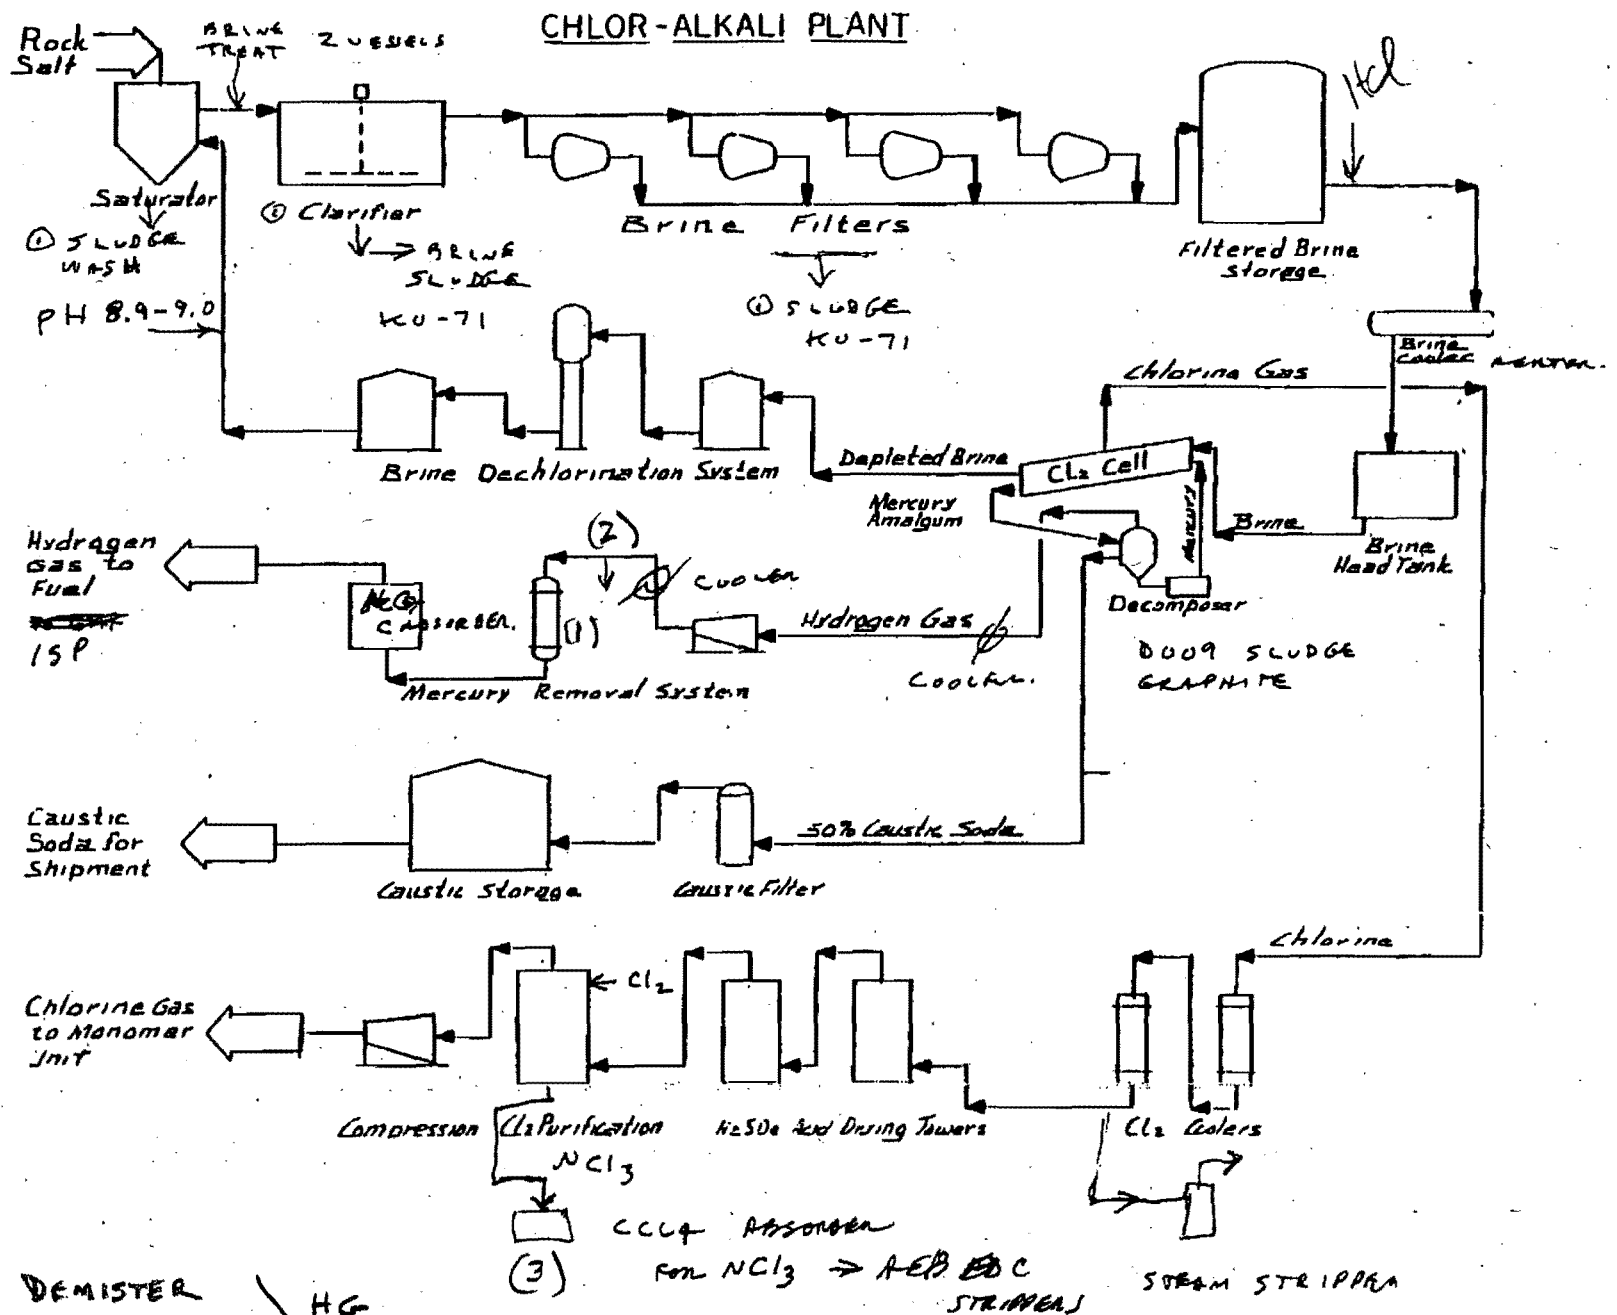 CHLOR-ALKALI PLANT
Rock
Salt
BRINE
TREAT
2 VESSELS
HCl
Saturator
① SLUDGE
WASH
② Clarifier
BRINE
SLUDGE
KU-71
Brine Filters
① SLUDGE
KU-71
Filtered Brine
Storage
pH 8.9-9.0
Brine
Cooler
Chlorine Gas
Brine Dechlorination System
Depleted Brine
CL₂ Cell
Mercury
Amalgum
Mercury
Brine
Brine
Head Tank
Decomposer
D009 SLUDGE
GRAPHITE
Hydrogen
Gas to
Fuel
ISP
(2)
COOLER
(1)
Hydrogen Gas
COOLER
Mercury Removal System
Caustic
Soda for
Shipment
50% Caustic Soda
Caustic Storage
Caustic Filter
Chlorine
Chlorine Gas
to Monomer
Unit
Cl₂
Compression
Cl₂ Purification
H₂SO₄ Acid Drying Towers
CL₂ Coolers
NCl₃
CCL4 ABSORBER
(3)
FOR NCl₃ → EDC
STRIPPERS
STEAM STRIPPER
DEMISTER
HG